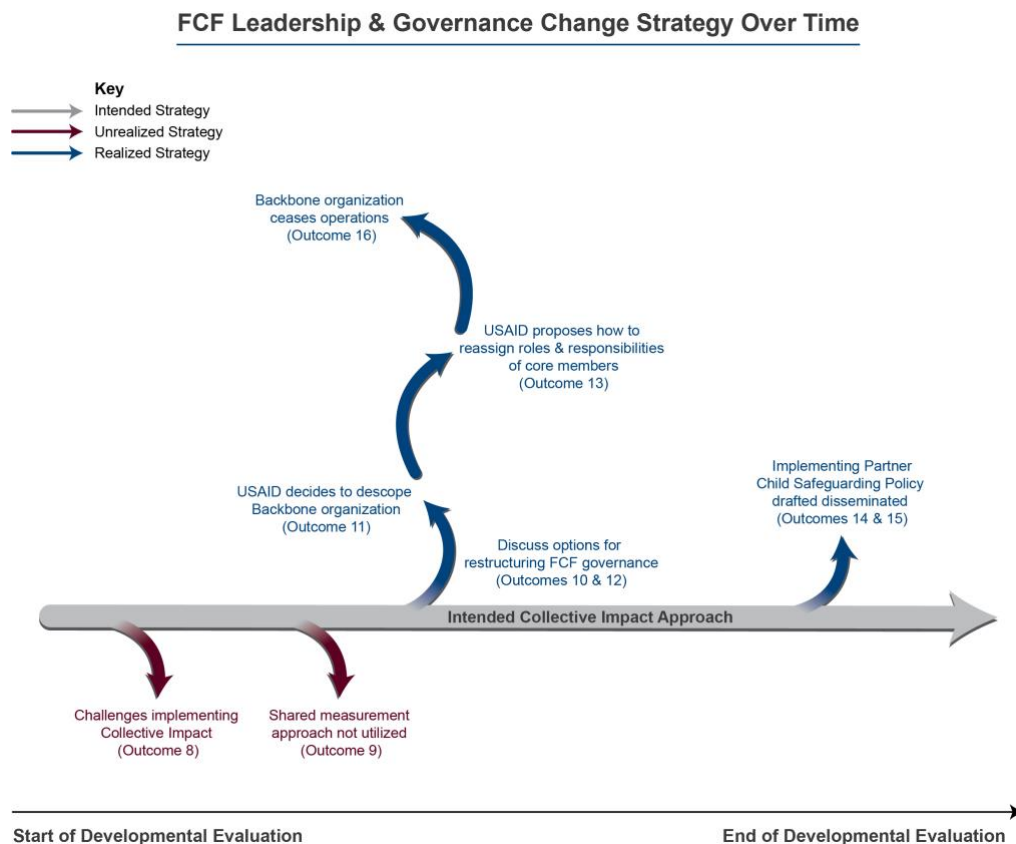 FCF Leadership & Governance Change Strategy Over Time
Key
Intended Strategy
Unrealized Strategy
Realized Strategy
Backbone organization
ceases operations
(Outcome 16)
USAID proposes how to
reassign roles & responsibilities
of core members
(Outcome 13)
USAID decides to descope
Backbone organization
(Outcome 11)
Discuss options for
restructuring FCF governance
(Outcomes 10 & 12)
Implementing Partner
Child Safeguarding Policy
drafted disseminated
(Outcomes 14 & 15)
Intended Collective Impact Approach
Challenges implementing
Collective Impact
(Outcome 8)
Shared measurement
approach not utilized
(Outcome 9)
Start of Developmental Evaluation
End of Developmental Evaluation